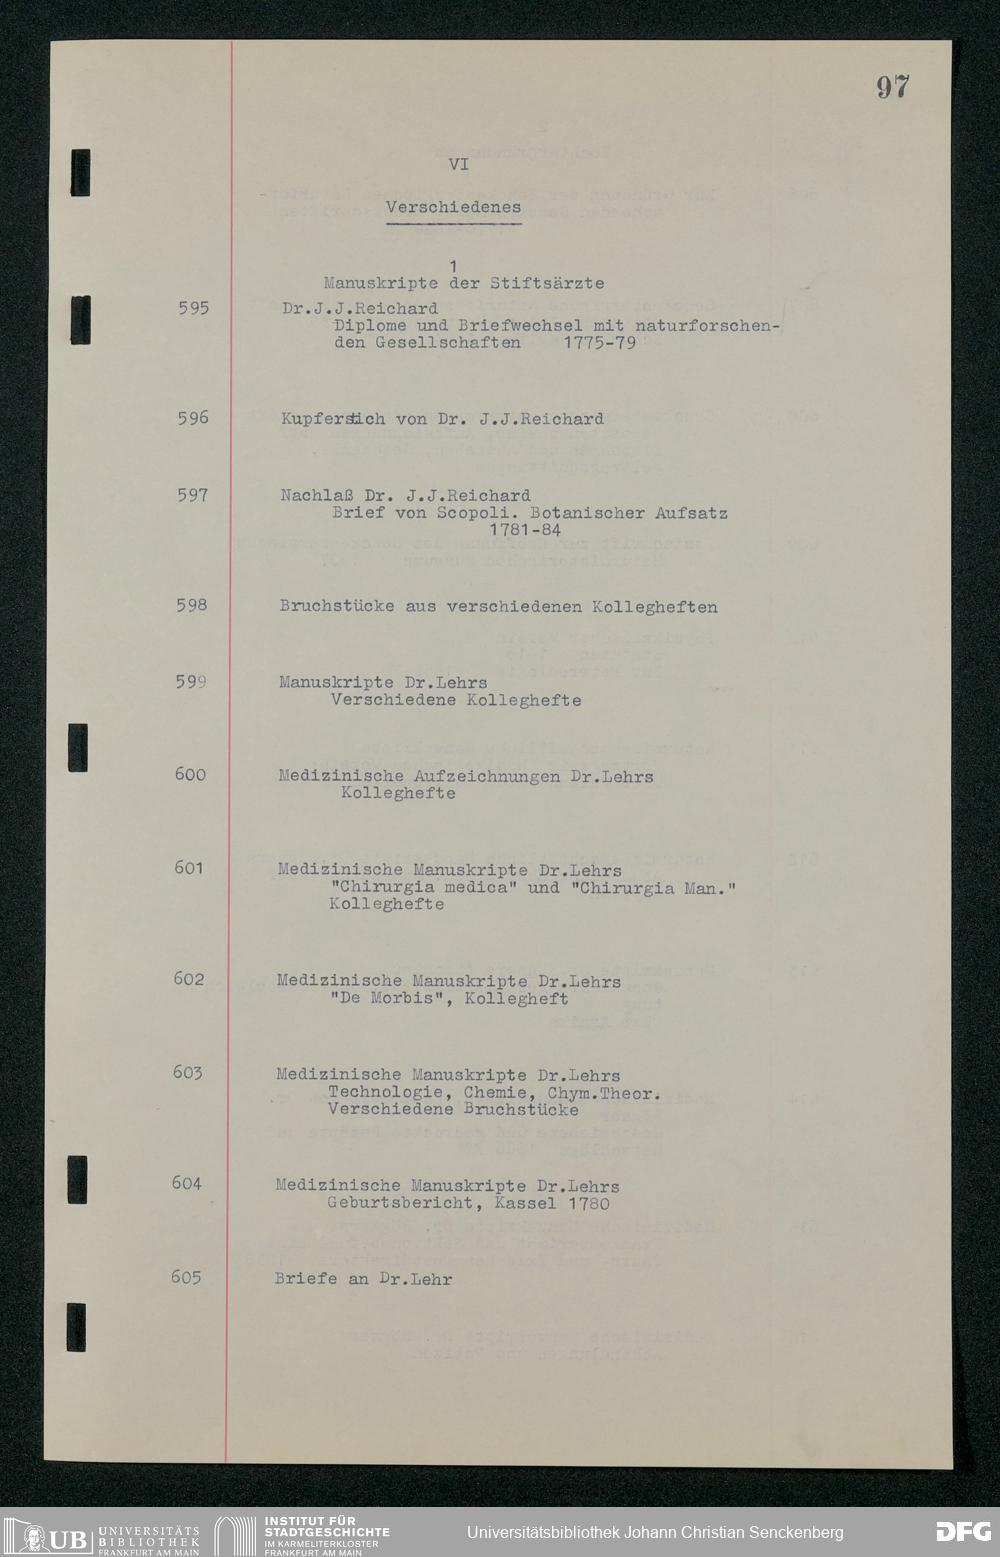 97
VI
Verschiedenes
1
Manuskripte der Stiftsärzte
595 Dr.J.J.Reichard
Diplome und Briefwechsel mit naturforschen-
den Gesellschaften 1775-79
596 Kupferstich von Dr. J.J.Reichard
597 Nachlaß Dr. J.J.Reichard
Brief von Scopoli. Botanischer Aufsatz
1781-84
598 Bruchstücke aus verschiedenen Kollegheften
599 Manuskripte Dr.Lehrs
Verschiedene Kolleghefte
600 Medizinische Aufzeichnungen Dr.Lehrs
Kolleghefte
601 Medizinische Manuskripte Dr.Lehrs
"Chirurgia medica" und "Chirurgia Man."
Kolleghefte
602 Medizinische Manuskripte Dr.Lehrs
"De Morbis", Kollegheft
603 Medizinische Manuskripte Dr.Lehrs
Technologie, Chemie, Chym.Theor.
Verschiedene Bruchstücke
604 Medizinische Manuskripte Dr.Lehrs
Geburtsbericht, Kassel 1780
605 Briefe an Dr.Lehr
UB UNIVERSITÄTS
BIBLIOTHEK
FRANKFURT AM MAIN
INSTITUT FÜR
STADTGESCHICHTE
IM KARMELITERKLOSTER
FRANKFURT AM MAIN
Universitätsbibliothek Johann Christian Senckenberg
DFG